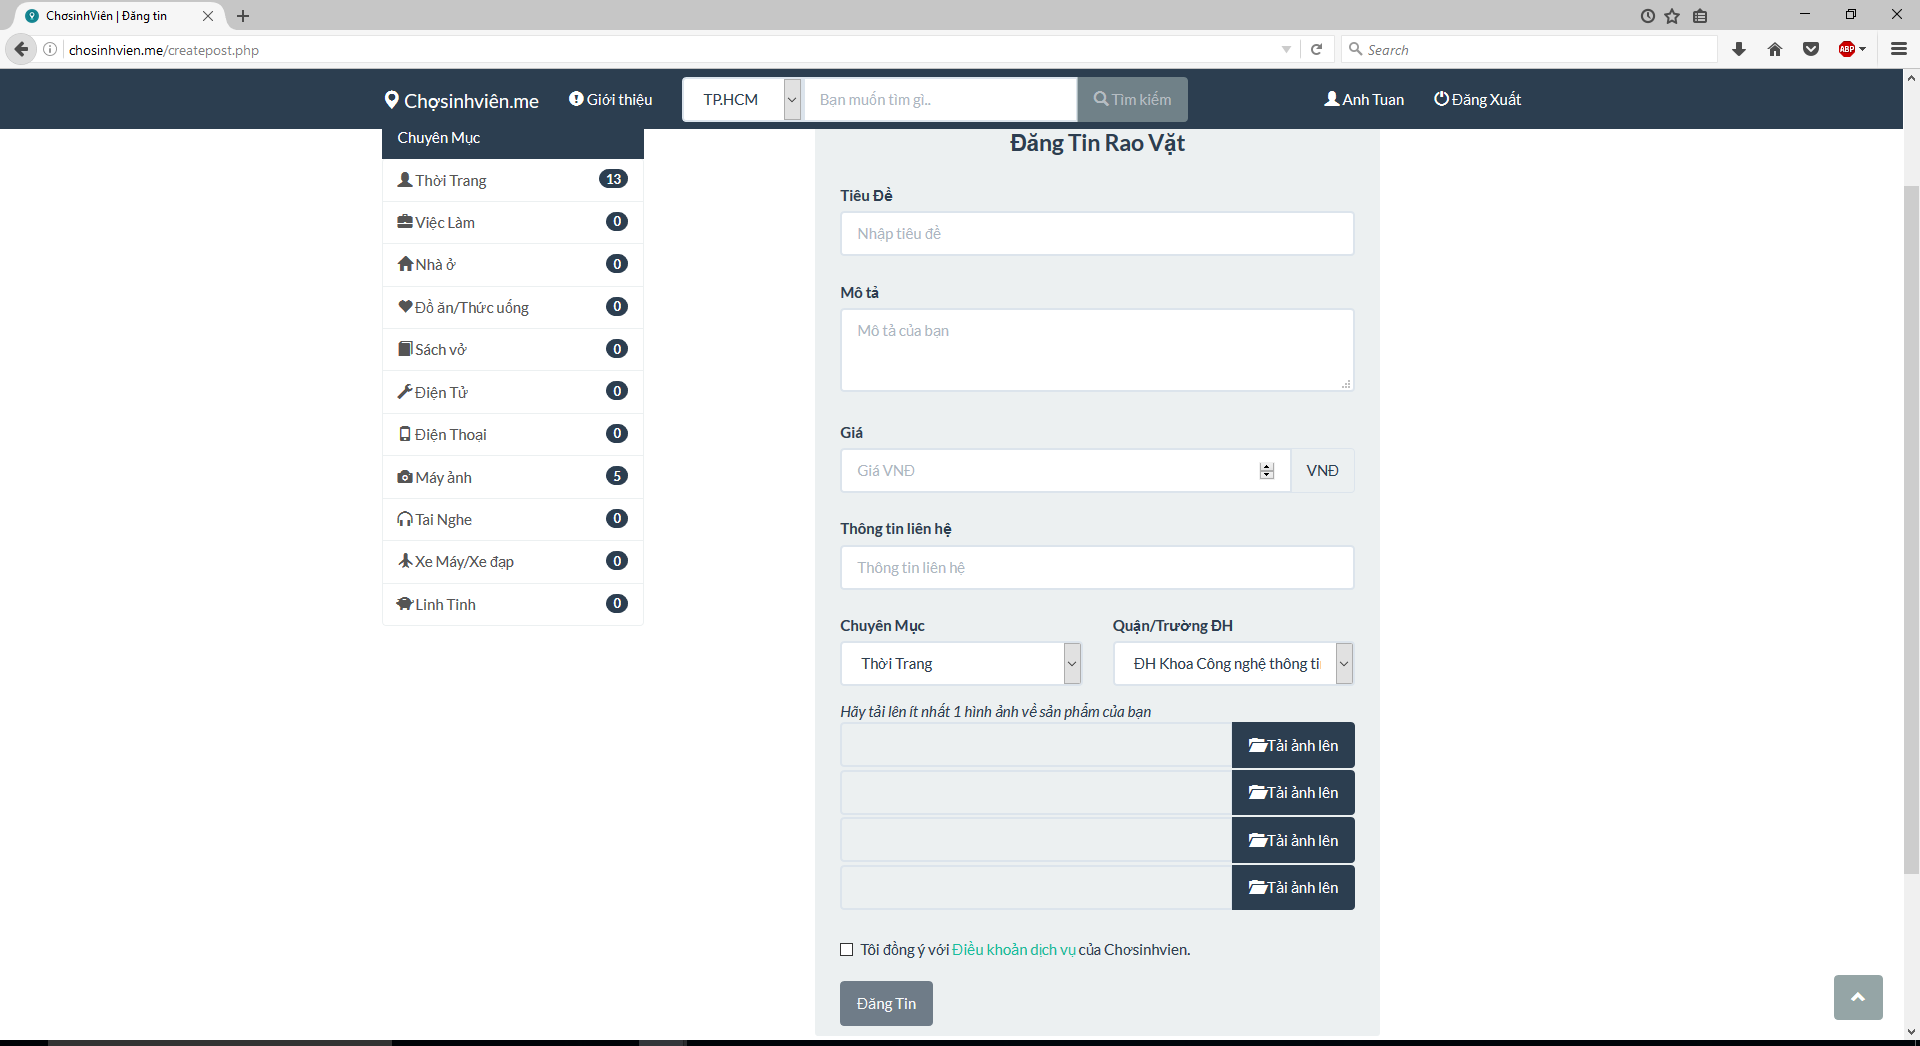 ChơsinhViên | Đăng tin
chosinhvien.me/createpost.php
Search
ABP
Chợsinhviên.me
Giới thiệu
TP.HCM
Bạn muốn tìm gì..
Tìm kiếm
Anh Tuan
Đăng Xuất
Chuyên Mục
Thời Trang 13
Việc Làm 0
Nhà ở 0
Đồ ăn/Thức uống 0
Sách vở 0
Điện Tử 0
Điện Thoại 0
Máy ảnh 5
Tai Nghe 0
Xe Máy/Xe đạp 0
Linh Tinh 0
Đăng Tin Rao Vặt
Tiêu Đề
Nhập tiêu đề
Mô tả
Mô tả của bạn
Giá
Giá VNĐ
VNĐ
Thông tin liên hệ
Thông tin liên hệ
Chuyên Mục
Quận/Trường ĐH
Thời Trang
ĐH Khoa Công nghệ thông ti
Hãy tải lên ít nhất 1 hình ảnh về sản phẩm của bạn
Tải ảnh lên
Tải ảnh lên
Tải ảnh lên
Tải ảnh lên
Tôi đồng ý với Điều khoản dịch vụ của Chơsinhvien.
Đăng Tin